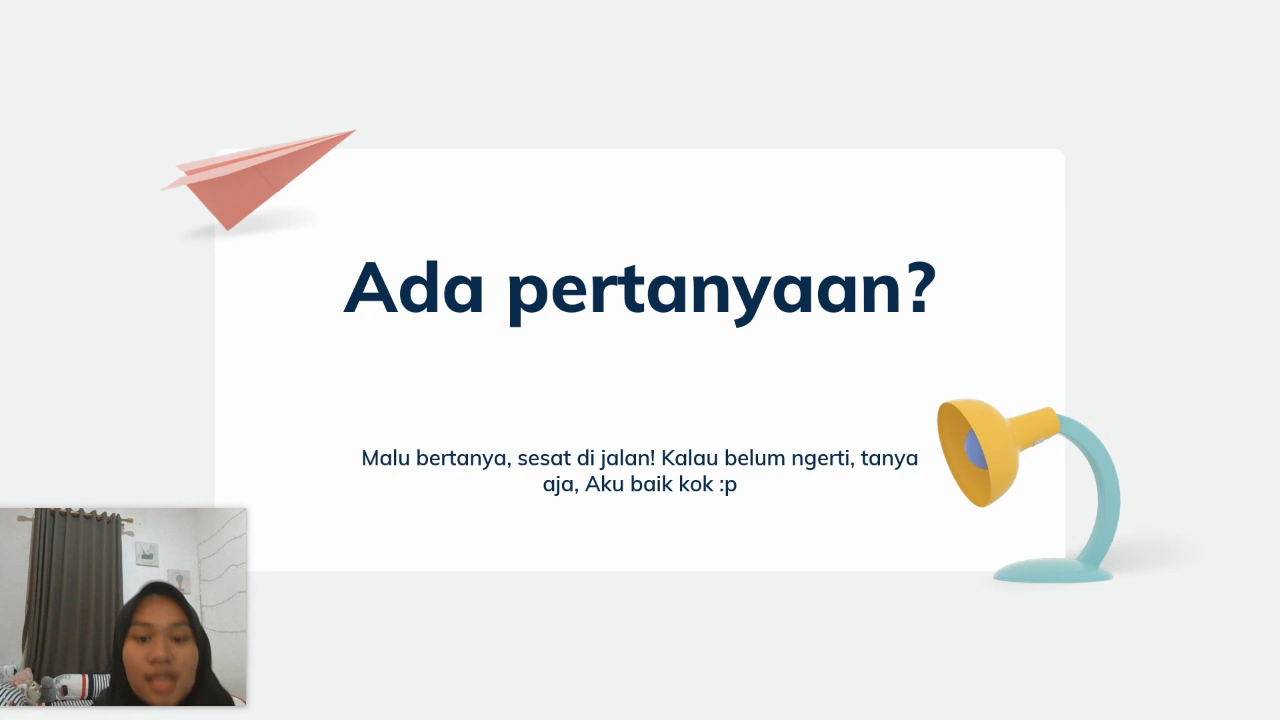 Ada pertanyaan?
Malu bertanya, sesat di jalan! Kalau belum ngerti, tanya
aja, Aku baik kok :p